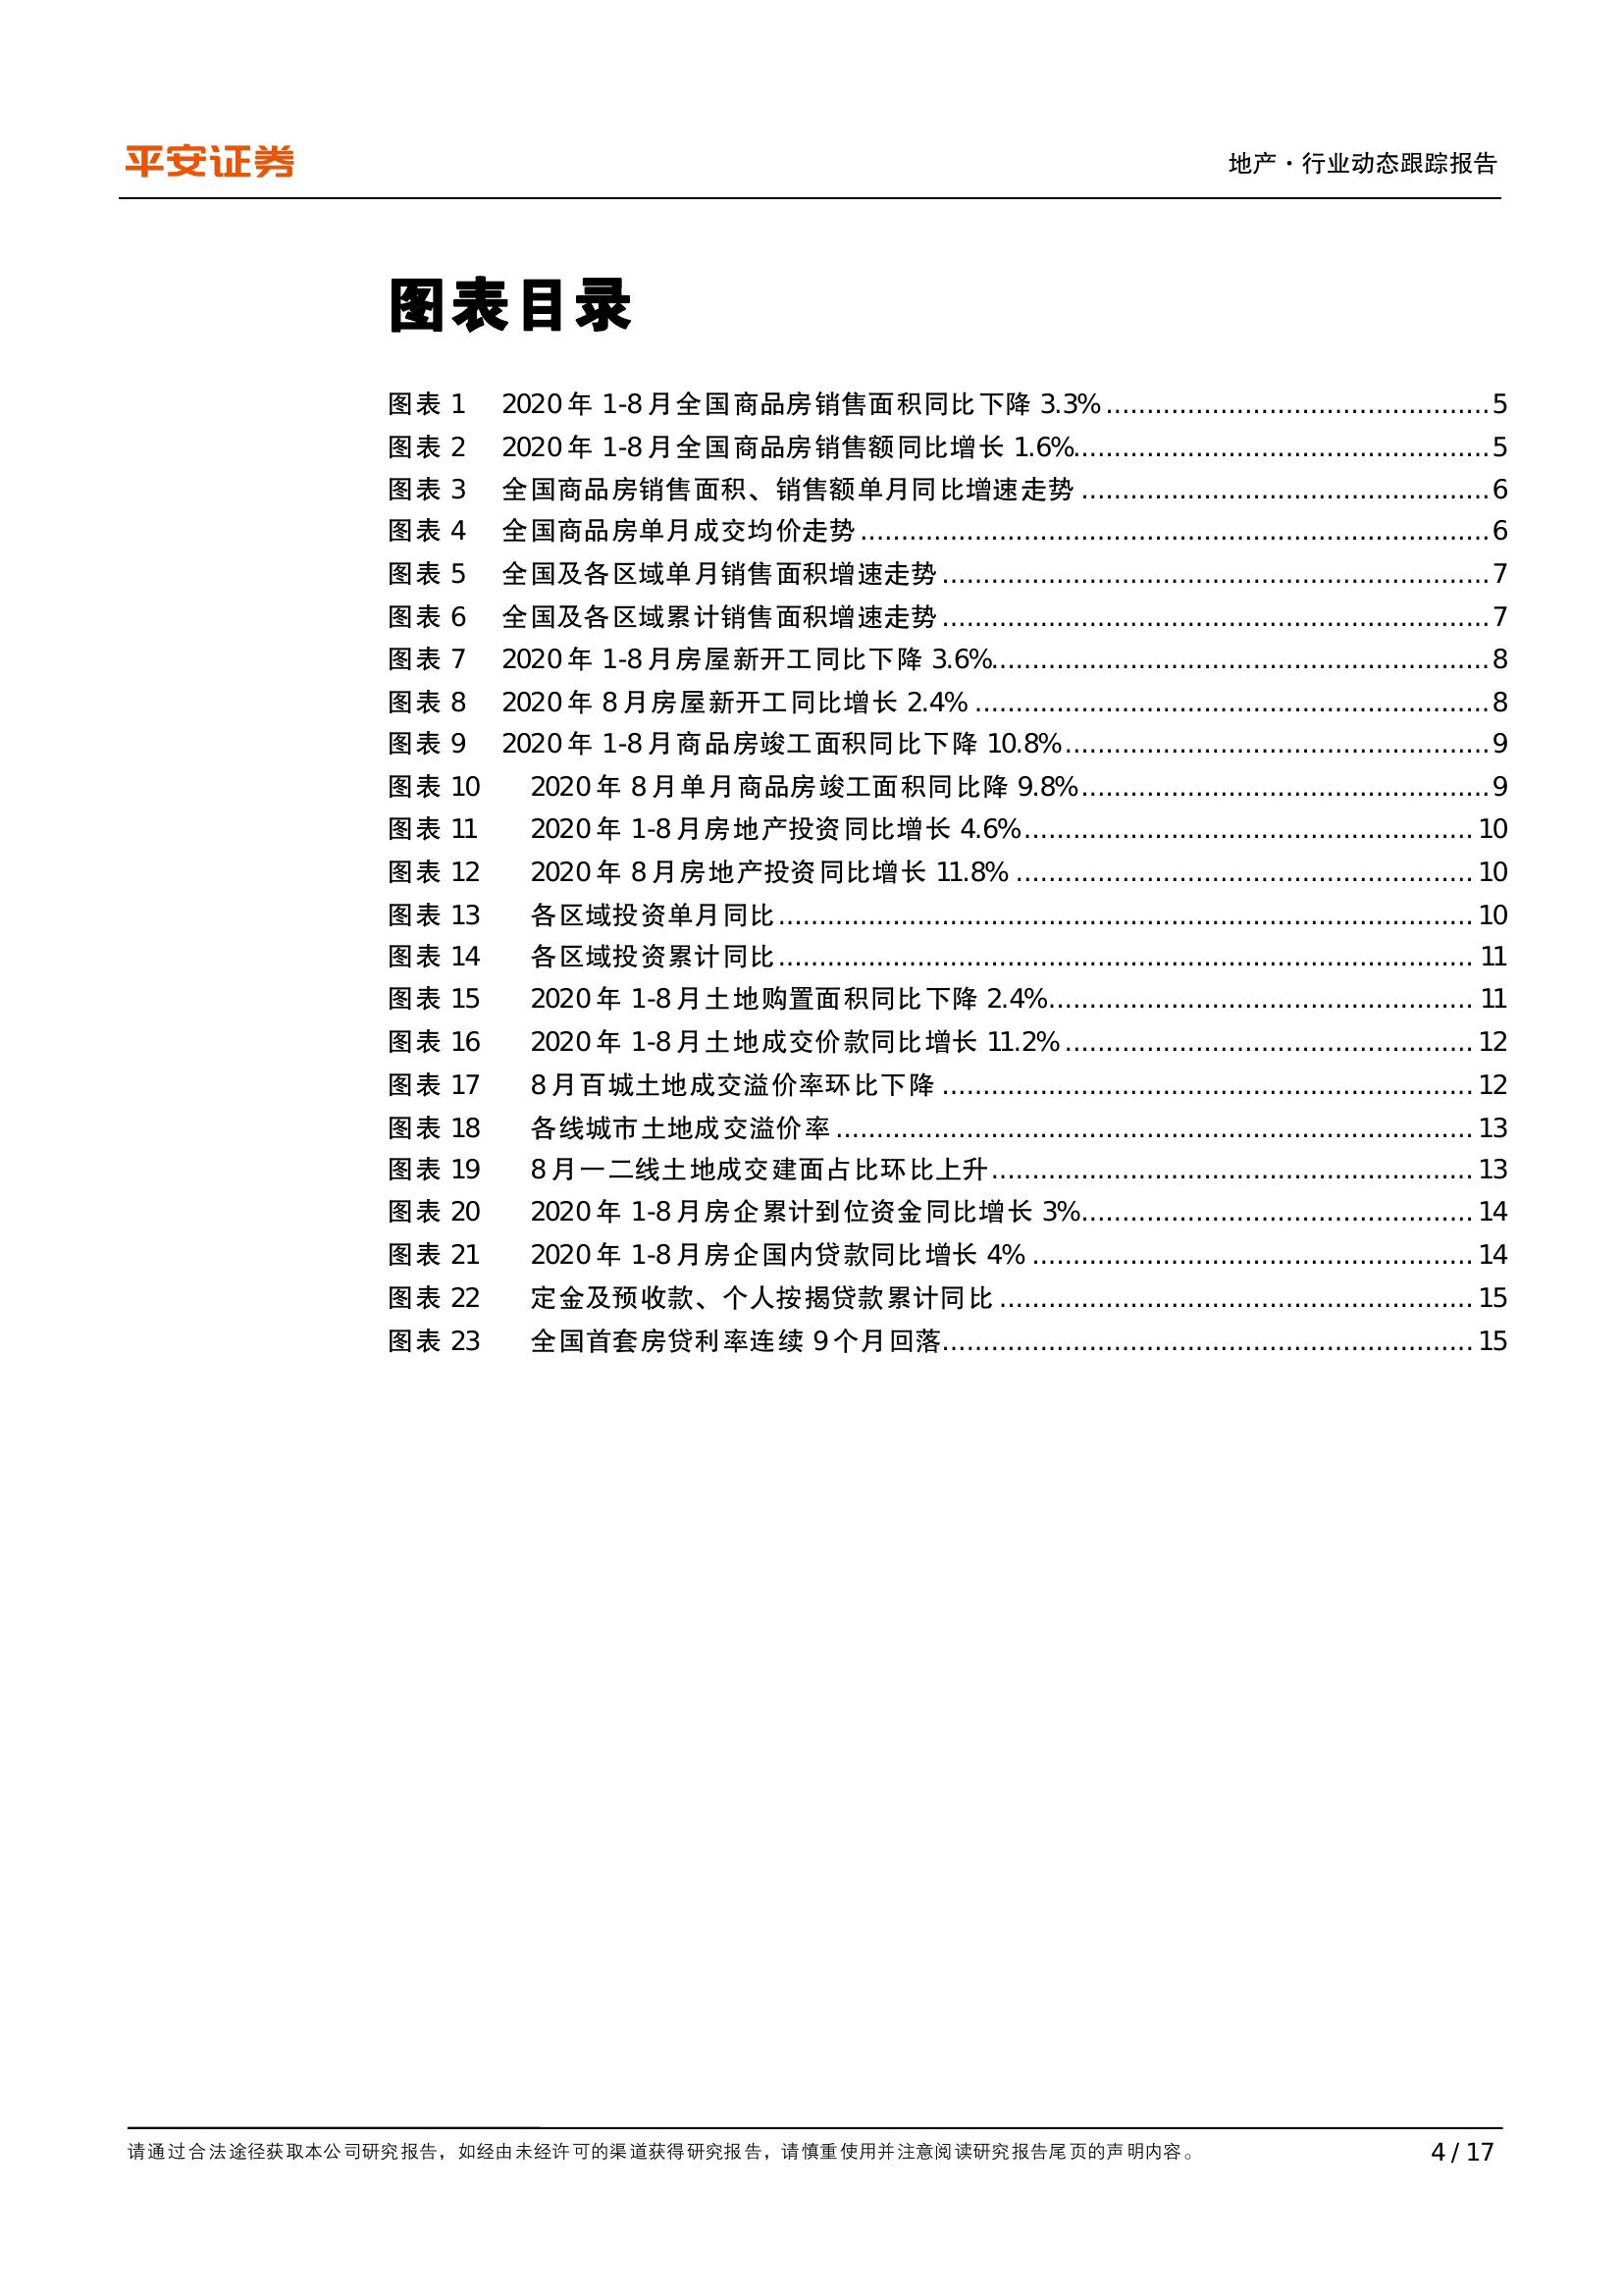 平安证券
地产·行业动态跟踪报告
图表目录
图表 1 2020 年 1-8 月全国商品房销售面积同比下降 3.3%................................................5
图表 2 2020 年 1-8 月全国商品房销售额同比增长 1.6%....................................................5
图表 3 全国商品房销售面积、销售额单月同比增速走势 ...................................................6
图表 4 全国商品房单月成交均价走势 ..............................................................................6
图表 5 全国及各区域单月销售面积增速走势 ....................................................................7
图表 6 全国及各区域累计销售面积增速走势 ....................................................................7
图表 7 2020 年 1-8 月房屋新开工同比下降 3.6%..............................................................8
图表 8 2020 年 8 月房屋新开工同比增长 2.4% ................................................................8
图表 9 2020 年 1-8 月商品房竣工面积同比下降 10.8%.....................................................9
图表 10 2020 年 8 月单月商品房竣工面积同比降 9.8%...................................................9
图表 11 2020 年 1-8 月房地产投资同比增长 4.6%........................................................ 10
图表 12 2020 年 8 月房地产投资同比增长 11.8% ......................................................... 10
图表 13 各区域投资单月同比...................................................................................... 10
图表 14 各区域投资累计同比...................................................................................... 11
图表 15 2020 年 1-8 月土地购置面积同比下降 2.4%..................................................... 11
图表 16 2020 年 1-8 月土地成交价款同比增长 11.2%................................................... 12
图表 17 8 月百城土地成交溢价率环比下降 .................................................................. 12
图表 18 各线城市土地成交溢价率 ............................................................................... 13
图表 19 8 月一二线土地成交建面占比环比上升............................................................ 13
图表 20 2020 年 1-8 月房企累计到位资金同比增长 3%................................................. 14
图表 21 2020 年 1-8 月房企国内贷款同比增长 4% ....................................................... 14
图表 22 定金及预收款、个人按揭贷款累计同比 ........................................................... 15
图表 23 全国首套房贷利率连续 9 个月回落.................................................................. 15
请通过合法途径获取本公司研究报告，如经由未经许可的渠道获得研究报告，请慎重使用并注意阅读研究报告尾页的声明内容。
4 / 17